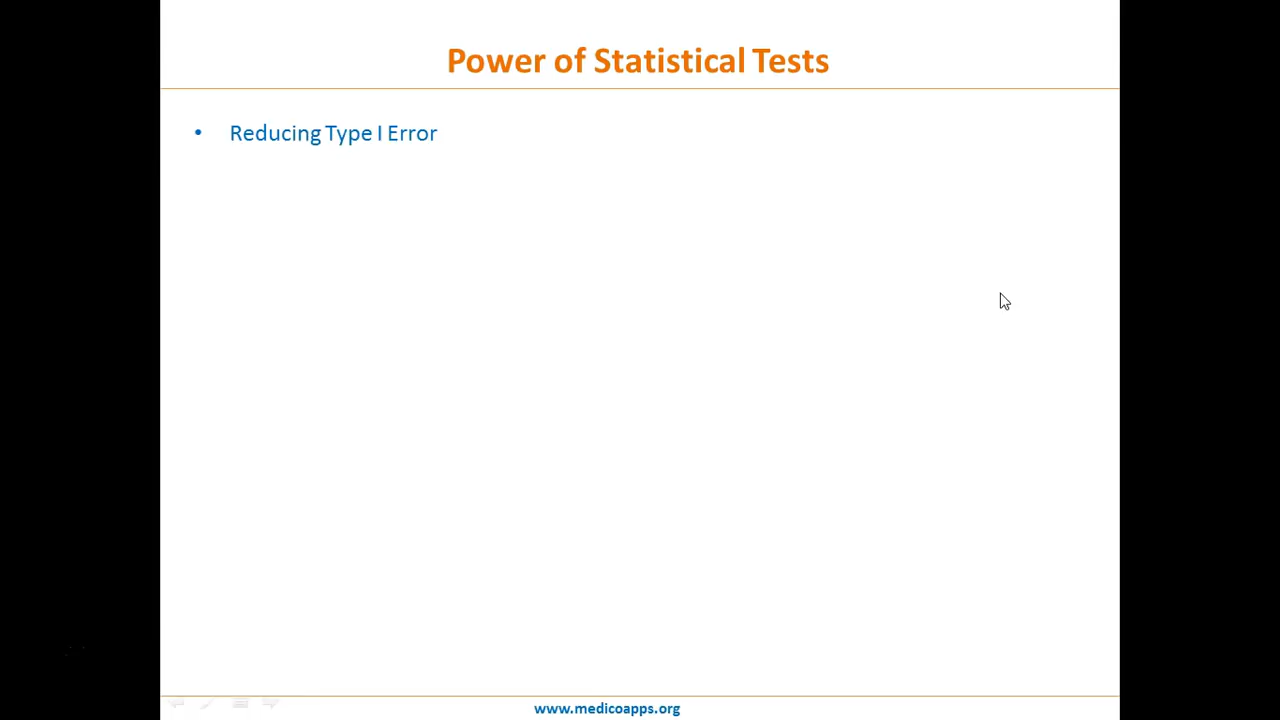 Power of Statistical Tests
• Reducing Type I Error
www.medicoapps.org